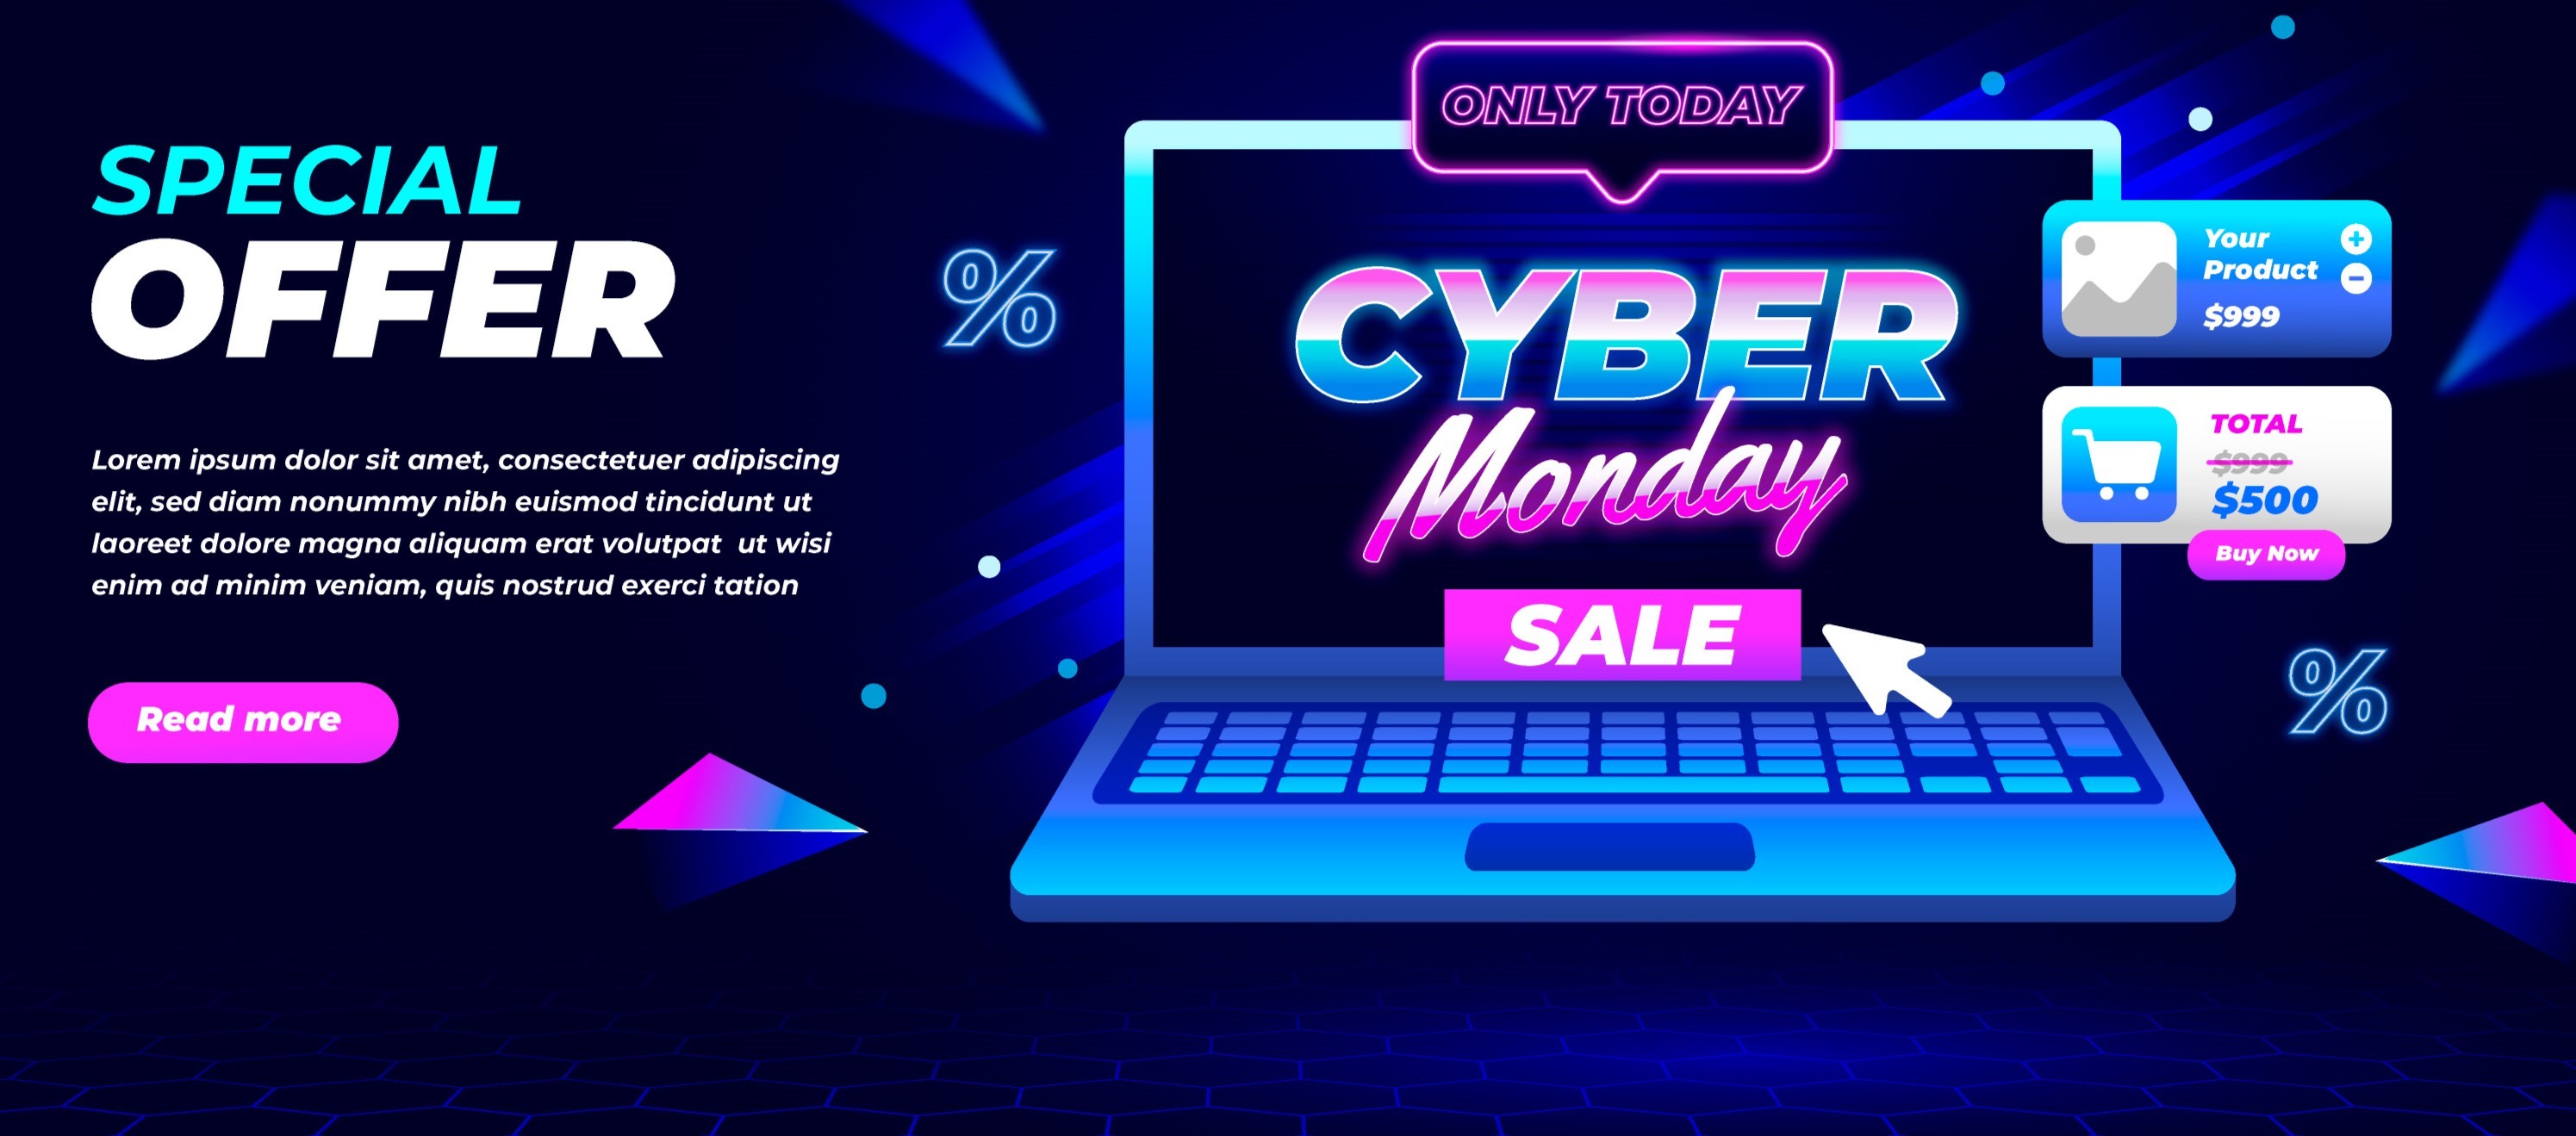 SPECIAL
OFFER
Lorem ipsum dolor sit amet, consectetuer adipiscing
elit, sed diam nonummy nibh euismod tincidunt ut
laoreet dolore magna aliquam erat volutpat  ut wisi
enim ad minim veniam, quis nostrud exerci tation
Read more
%
ONLY TODAY
CYBER
Monday
SALE
Your
Product
$999
TOTAL
$999
$500
Buy Now
%